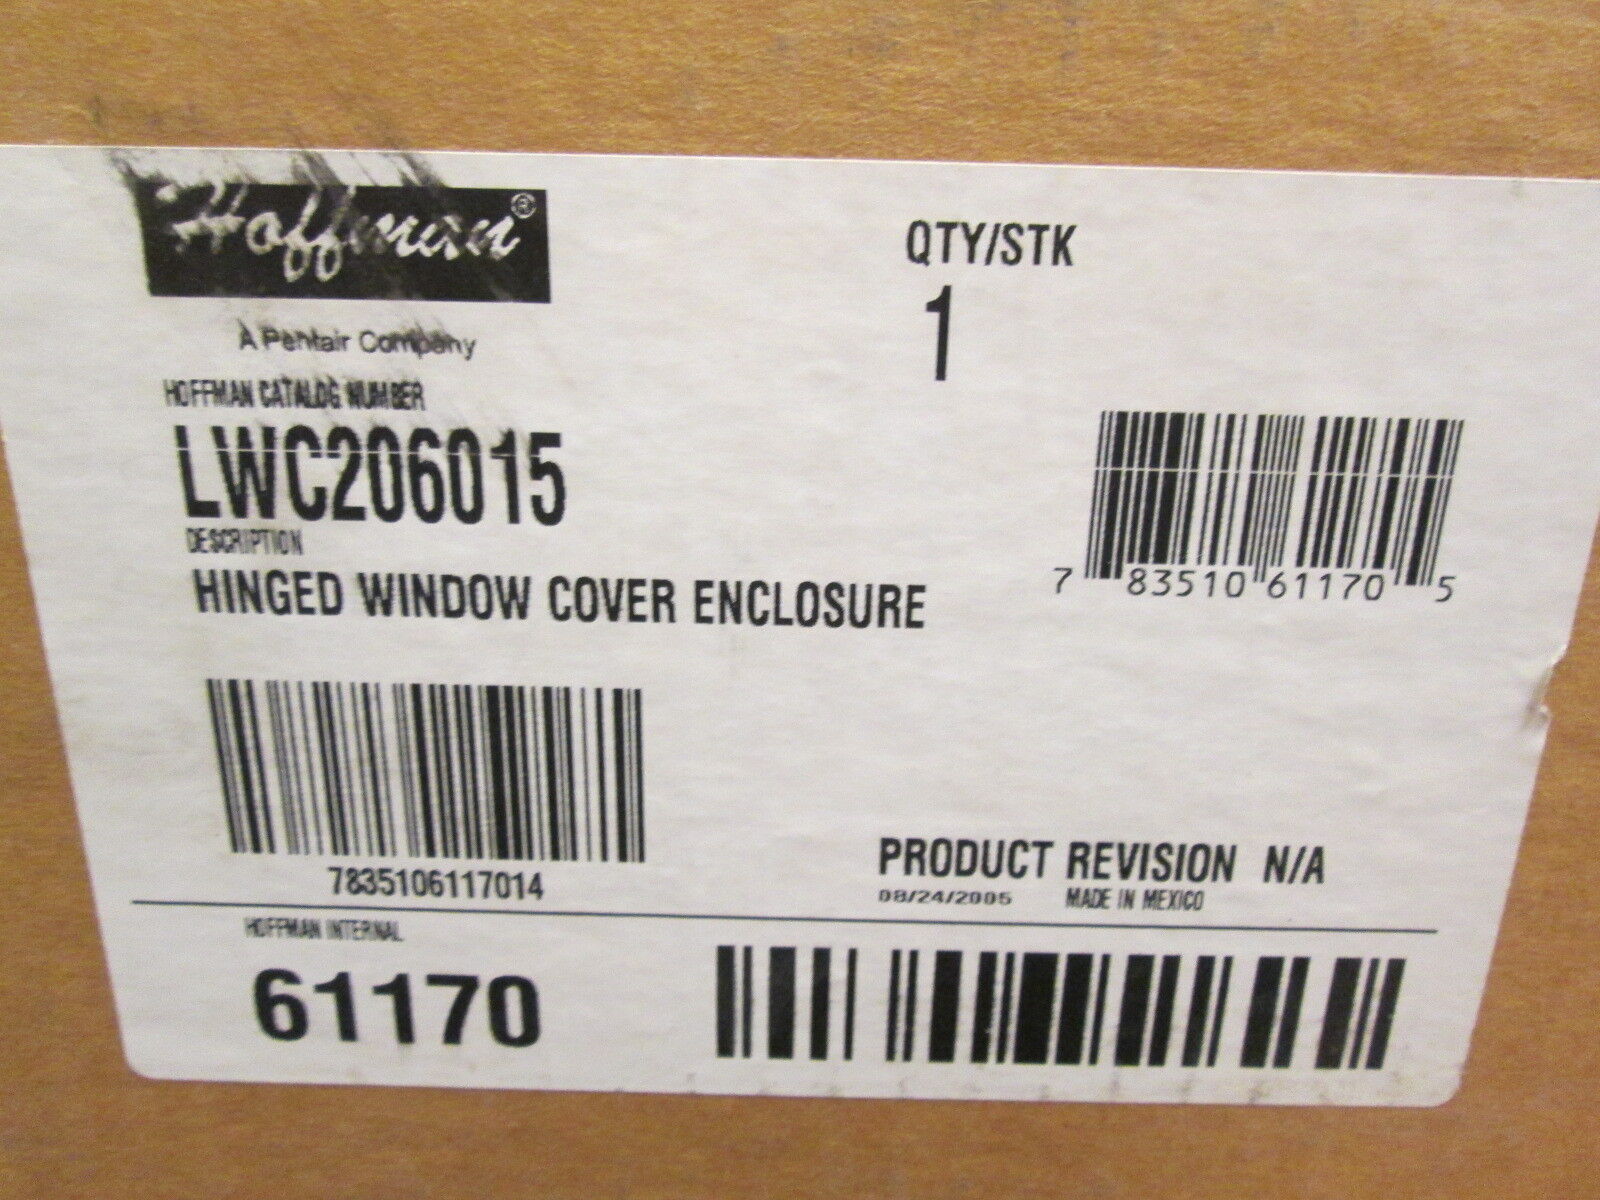 Hoffman®
A Pentair Company
HOFFMAN CATALOG NUMBER
LWC206015
DESCRIPTION
HINGED WINDOW COVER ENCLOSURE
QTY/STK
1
7 83510 61170 5
7835106117014
PRODUCT REVISION N/A
08/24/2005 MADE IN MEXICO
HOFFMAN INTERNAL
61170